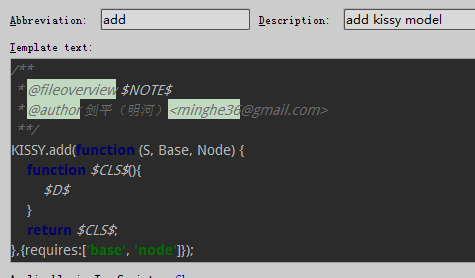 Abbreviation: add Description: add kissy model
Template text:
/**
* @fileoverview $NOTE$
* @author 剑平（明河）<minghe36@gmail.com>
**/
KISSY.add(function (S, Base, Node) {
function $CLS$(){
$D$
}
return $CLS$;
},{requires:['base', 'node']});